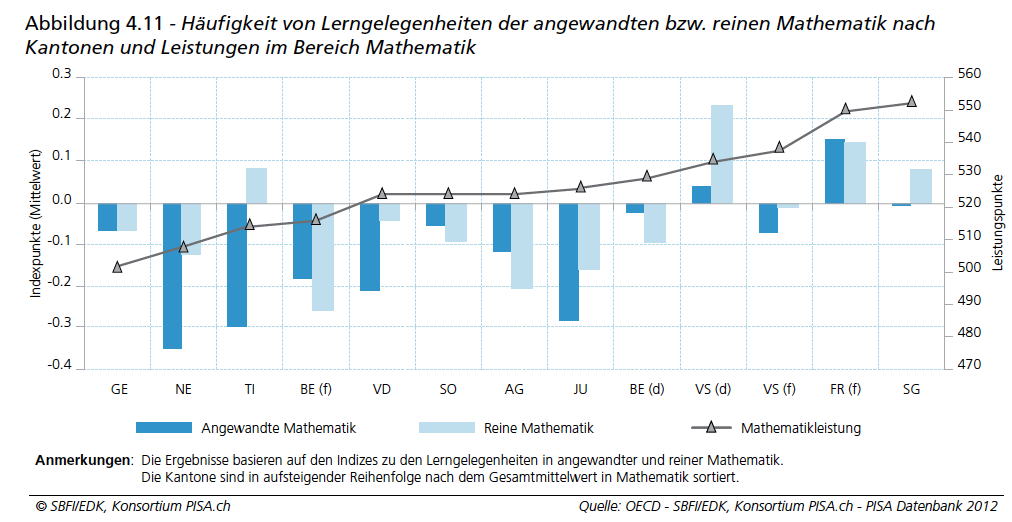 Abbildung 4.11 - Häufigkeit von Lerngelegenheiten der angewandten bzw. reinen Mathematik nach
Kantonen und Leistungen im Bereich Mathematik
Indexpunkte (Mittelwert)
0.3
0.2
0.1
0.0
-0.1
-0.2
-0.3
-0.4
560
550
540
530
520
510
500
490
480
470
Leistungspunkte
GE NE TI BE (f) VD SO AG JU BE (d) VS (d) VS (f) FR (f) SG
Angewandte Mathematik Reine Mathematik Mathematikleistung
Anmerkungen: Die Ergebnisse basieren auf den Indizes zu den Lerngelegenheiten in angewandter und reiner Mathematik.
Die Kantone sind in aufsteigender Reihenfolge nach dem Gesamtmittelwert in Mathematik sortiert.
© SBFI/EDK, Konsortium PISA.ch Quelle: OECD - SBFI/EDK, Konsortium PISA.ch - PISA Datenbank 2012